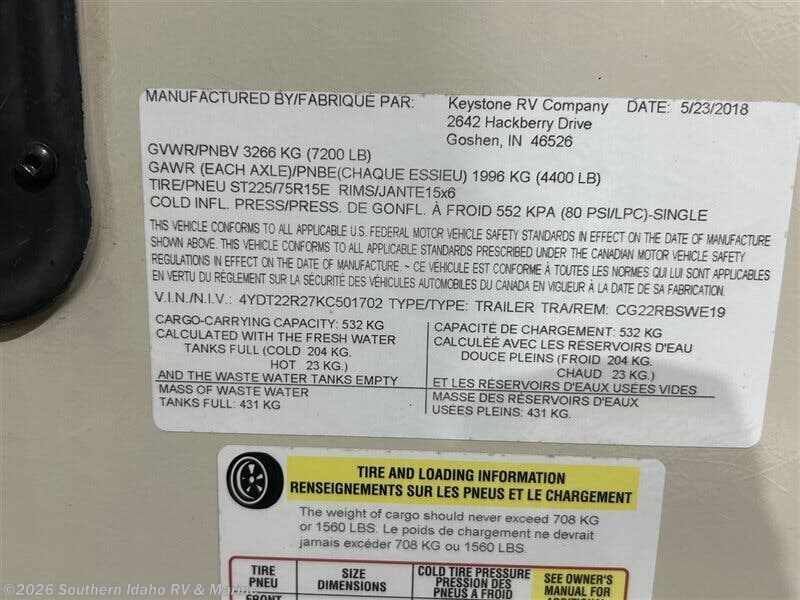 MANUFACTURED BY/FABRIQUÉ PAR: Keystone RV Company DATE: 5/23/2018
2642 Hackberry Drive
Goshen, IN 46526
GVWR/PNBV 3266 KG (7200 LB)
GAWR (EACH AXLE)/PNBE(CHAQUE ESSIEU) 1996 KG (4400 LB)
TIRE/PNEU ST225/75R15E RIMS/JANTE15x6
COLD INFL. PRESS/PRESS. DE GONFL. À FROID 552 KPA (80 PSI/LPC)-SINGLE
THIS VEHICLE CONFORMS TO ALL APPLICABLE U.S. FEDERAL MOTOR VEHICLE SAFETY STANDARDS IN EFFECT ON THE DATE OF MANUFACTURE
SHOWN ABOVE. THIS VEHICLE CONFORMS TO ALL APPLICABLE STANDARDS PRESCRIBED UNDER THE CANADIAN MOTOR VEHICLE SAFETY
REGULATIONS IN EFFECT ON THE DATE OF MANUFACTURE. ~ CE VÉHICULE EST CONFORME À TOUTES LES NORMES QUI LUI SONT APPLICABLES
EN VERTU DU RÉGLEMENT SUR LA SÉCURITÉ DES VÉHICULES AUTOMOBILES DU CANADA EN VIGUEUR À LA DATE DE SA FABRICATION.
V.I.N./N.I.V.: 4YDT22R27KC501702 TYPE/TYPE: TRAILER TRA/REM: CG22RBSWE19
CARGO-CARRYING CAPACITY: 532 KG
CALCULATED WITH THE FRESH WATER
TANKS FULL (COLD 204 KG.
HOT 23 KG.)
AND THE WASTE WATER TANKS EMPTY
MASS OF WASTE WATER
TANKS FULL: 431 KG
CAPACITÉ DE CHARGEMENT: 532 KG
CALCULÉE AVEC LES RÉSERVOIRS D'EAU
DOUCE PLEINS (FROID 204 KG.
CHAUD 23 KG.)
ET LES RÉSERVOIRS D'EAUX USÉES VIDES
MASSE DES RÉSERVOIRS D'EAUX
USÉES PLEINS: 431 KG.
TIRE AND LOADING INFORMATION
RENSEIGNEMENTS SUR LES PNEUS ET LE CHARGEMENT
The weight of cargo should never exceed 708 KG
or 1560 LBS. Le poids de chargement ne devrait
jamais excéder 708 KG ou 1560 LBS.
TIRE
PNEU
FRONT
SIZE
DIMENSIONS
COLD TIRE PRESSURE
PRESSION DES
PNEUS A FROID
SEE OWNER'S
MANUAL FOR
ADDITIONAL
©2026 Southern Idaho RV & Marine